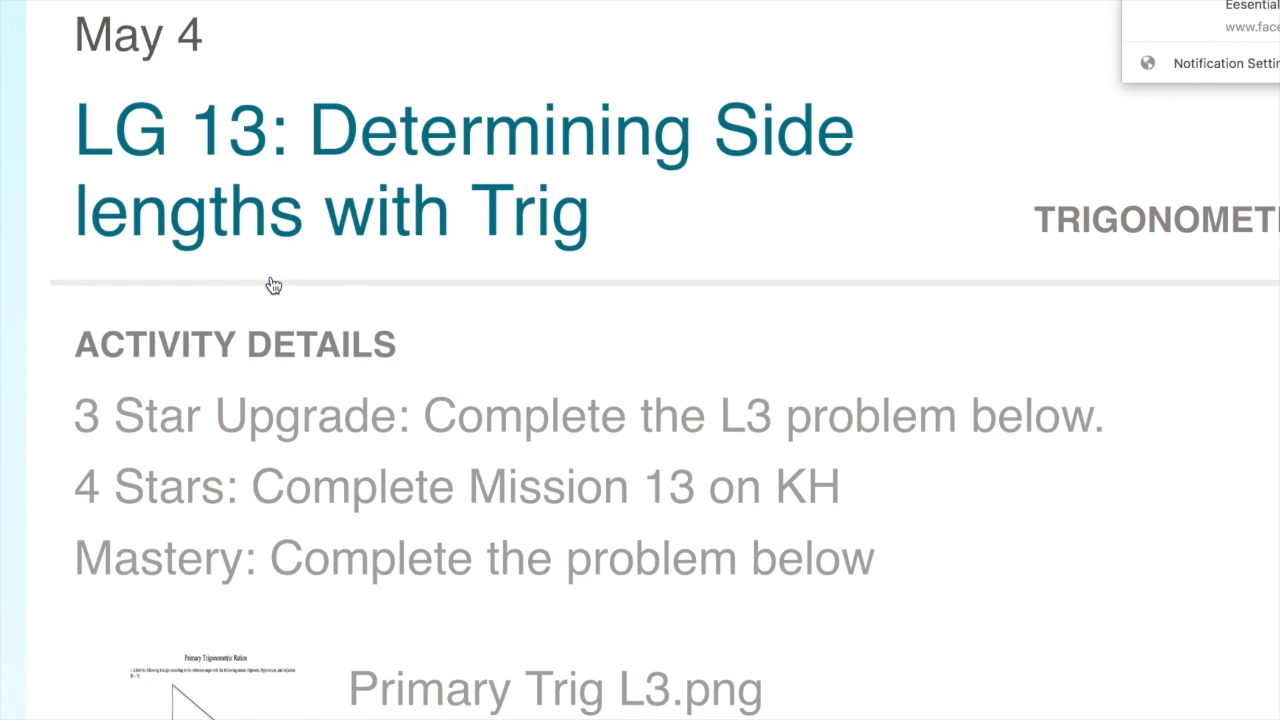 May 4
Eesential
www.face
Notification Settin
LG 13: Determining Side
lengths with Trig
TRIGONOMET
ACTIVITY DETAILS
3 Star Upgrade: Complete the L3 problem below.
4 Stars: Complete Mission 13 on KH
Mastery: Complete the problem below
Primary Trigonometric Ratios
Primary Trig L3.png